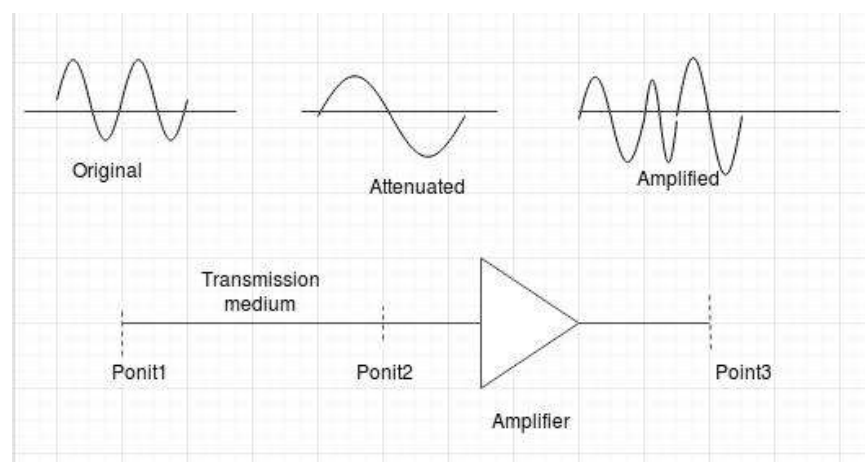 Original
Attenuated
Amplified
Transmission
medium
Ponit1
Ponit2
Point3
Amplifier